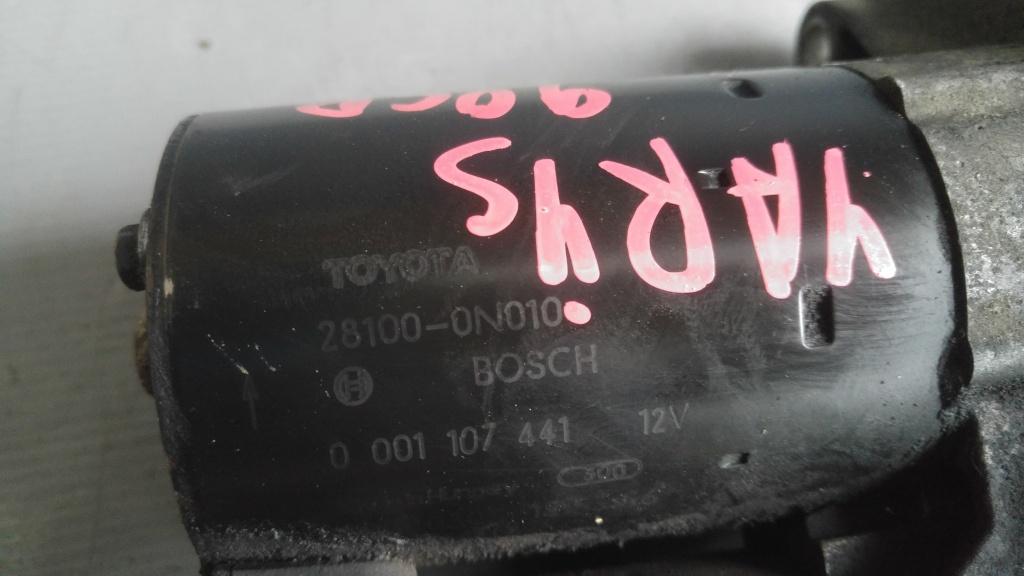 YARiS
TOYOTA
28100-0N010
BOSCH
0 001 107 441 12V